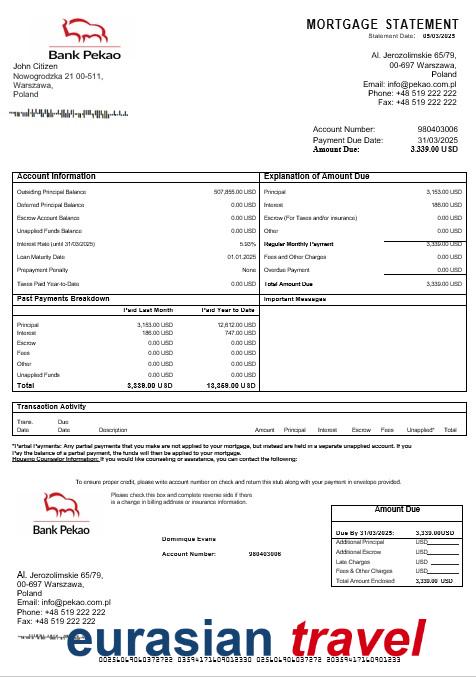 Bank Pekao
MORTGAGE STATEMENT
Statement Date: 05/03/2025
John Citizen
Nowogrodzka 21 00-511,
Warszawa,
Poland
Al. Jerozolimskie 65/79,
00-697 Warszawa,
Poland
Email: info@pekao.com.pl
Phone: +48 519 222 222
Fax: +48 519 222 222
Account Number: 980403006
Payment Due Date: 31/03/2025
Amount Due: 3,339.00 USD
Account Information
Outsiding Principal Balance 507,855.00 USD
Deferred Principal Balance 0.00 USD
Escrow Account Balance 0.00 USD
Unapplied Funds Balance 0.00 USD
Interest Rate (until 31/03/2025) 5.93%
Loan Maturity Date 01.01.2025
Prepayment Penalty None
Taxes Paid Year-to-Date 0.00 USD
Explanation of Amount Due
Principal 3,153.00 USD
Interest 186.00 USD
Escrow (For Taxes and/or insurance) 0.00 USD
Other 0.00 USD
Regular Monthly Payment 3,339.00 USD
Fees and Other Charges 0.00 USD
Overdue Payment 0.00 USD
Total Amount Due 3,339.00 USD
Past Payments Breakdown
Paid Last Month Paid Year to Date
Principal 3,153.00 USD 12,612.00 USD
Interest 186.00 USD 747.00 USD
Escrow 0.00 USD 0.00 USD
Fees 0.00 USD 0.00 USD
Other 0.00 USD 0.00 USD
Unapplied Funds 0.00 USD 0.00 USD
Total 3,339.00 USD 13,359.00 USD
Important Messages
Transaction Activity
Trans. Date Due Date Description Amount Principal Interest Escrow Fees Unapplied* Total
*Partial Payments: Any partial payments that you make are not applied to your mortgage, but instead are held in a separate unapplied account. If you
Pay the balance of a partial payment, the funds will then be applied to your mortgage.
Housing Counselor Information: If you would like counseling or assistance, you can contact the following:
To ensure proper credit, please write account number on check and return this stub along with your payment in envelope provided.
Bank Pekao
Please check this box and complete reverse side if there
is a change in billing address or insurance information.
Dominique Evans
Account Number: 980403006
Amount Due
Due By 31/03/2025: 3,339.00USD
Additional Principal USD
Additional Escrow USD
Late Charges USD
Fees & Other Charges USD
Total Amount Enclosed 3,339.00 USD
Al. Jerozolimskie 65/79,
00-697 Warszawa,
Poland
Email: info@pekao.com.pl
Phone: +48 519 222 222
Fax: +48 519 222 222
eurasian travel